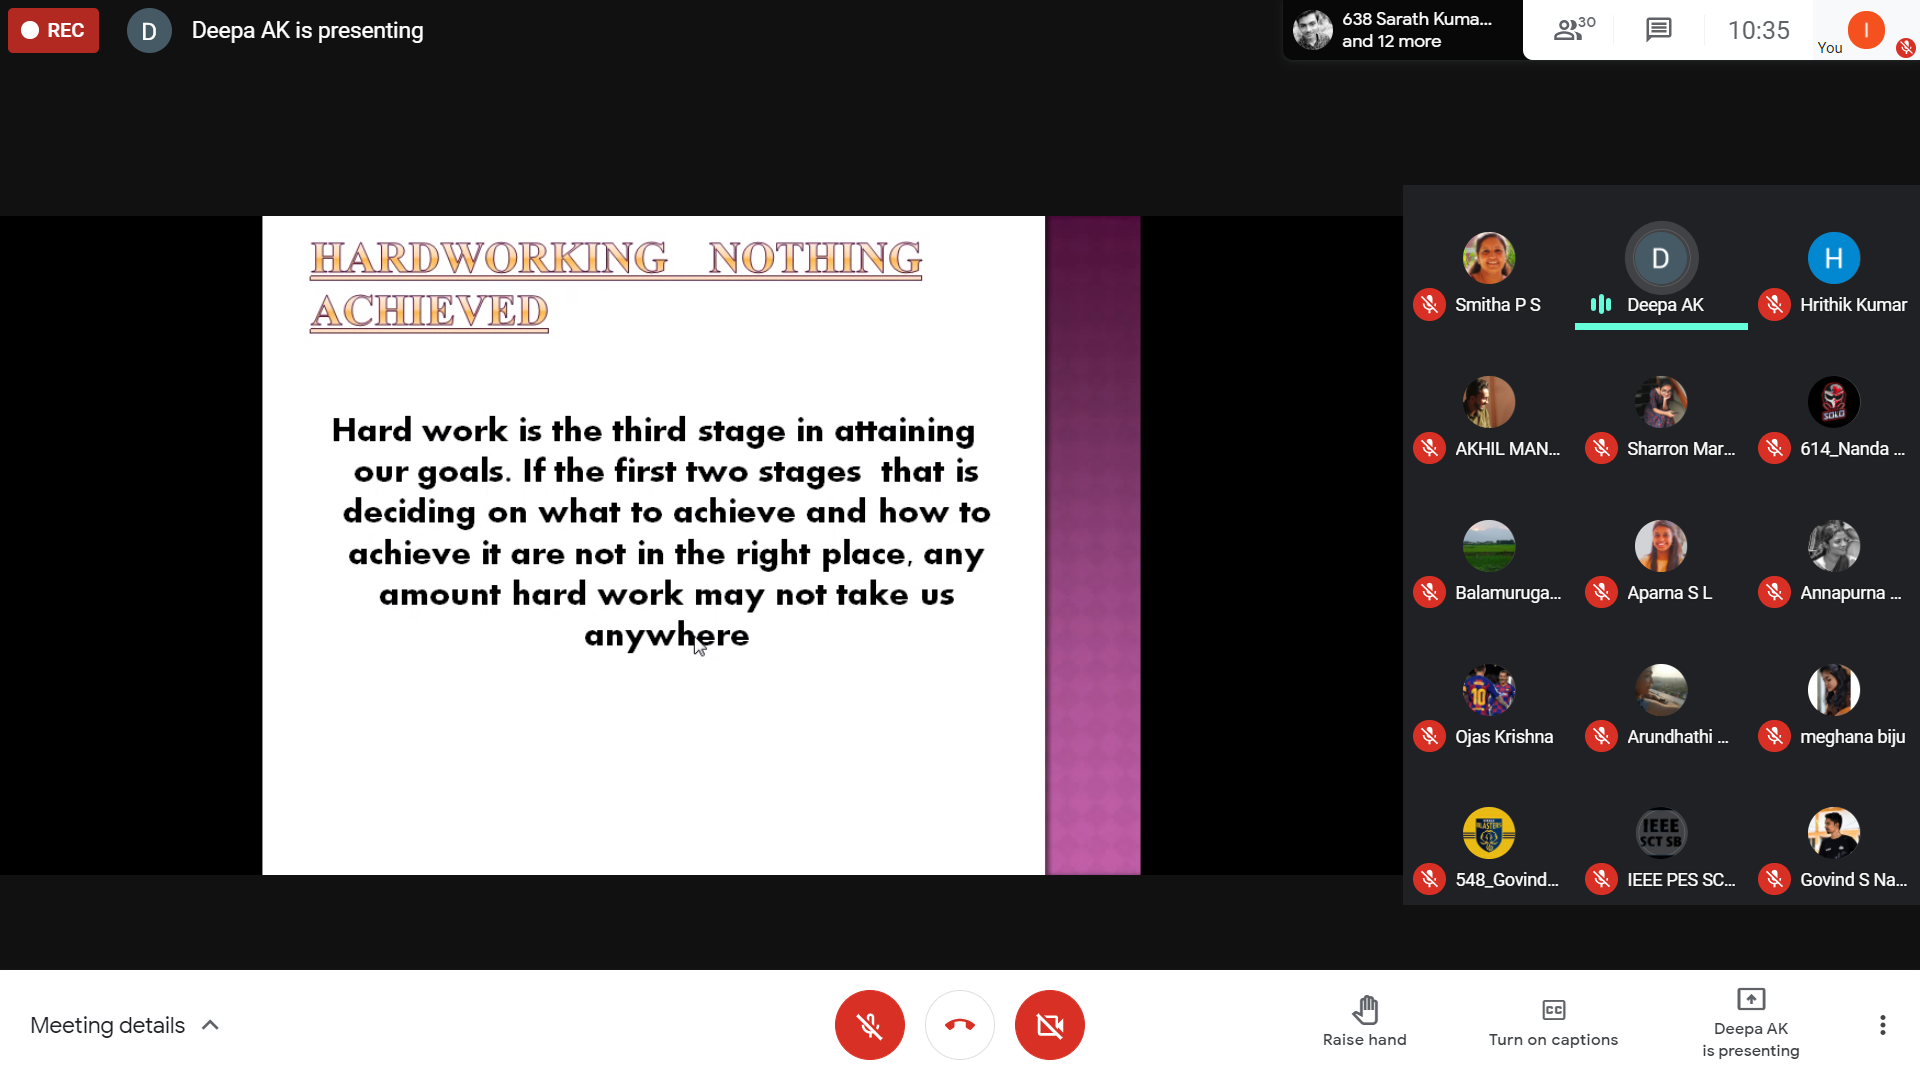 REC
D
Deepa AK is presenting
638 Sarath Kuma...
and 12 more
30
10:35
You
I
HARDWORKING NOTHING
ACHIEVED
Hard work is the third stage in attaining
our goals. If the first two stages that is
deciding on what to achieve and how to
achieve it are not in the right place, any
amount hard work may not take us
anywhere
D
H
Smitha P S
Deepa AK
Hrithik Kumar
SOLO
AKHIL MAN...
Sharron Mar...
614_Nanda ...
Balamuruga...
Aparna S L
Annapurna ...
10
Ojas Krishna
Arundhathi ...
meghana biju
BLASTERS
IEEE
SCT SB
548_Govind...
IEEE PES SC...
Govind S Na...
Meeting details
Raise hand
CC
Turn on captions
Deepa AK
is presenting